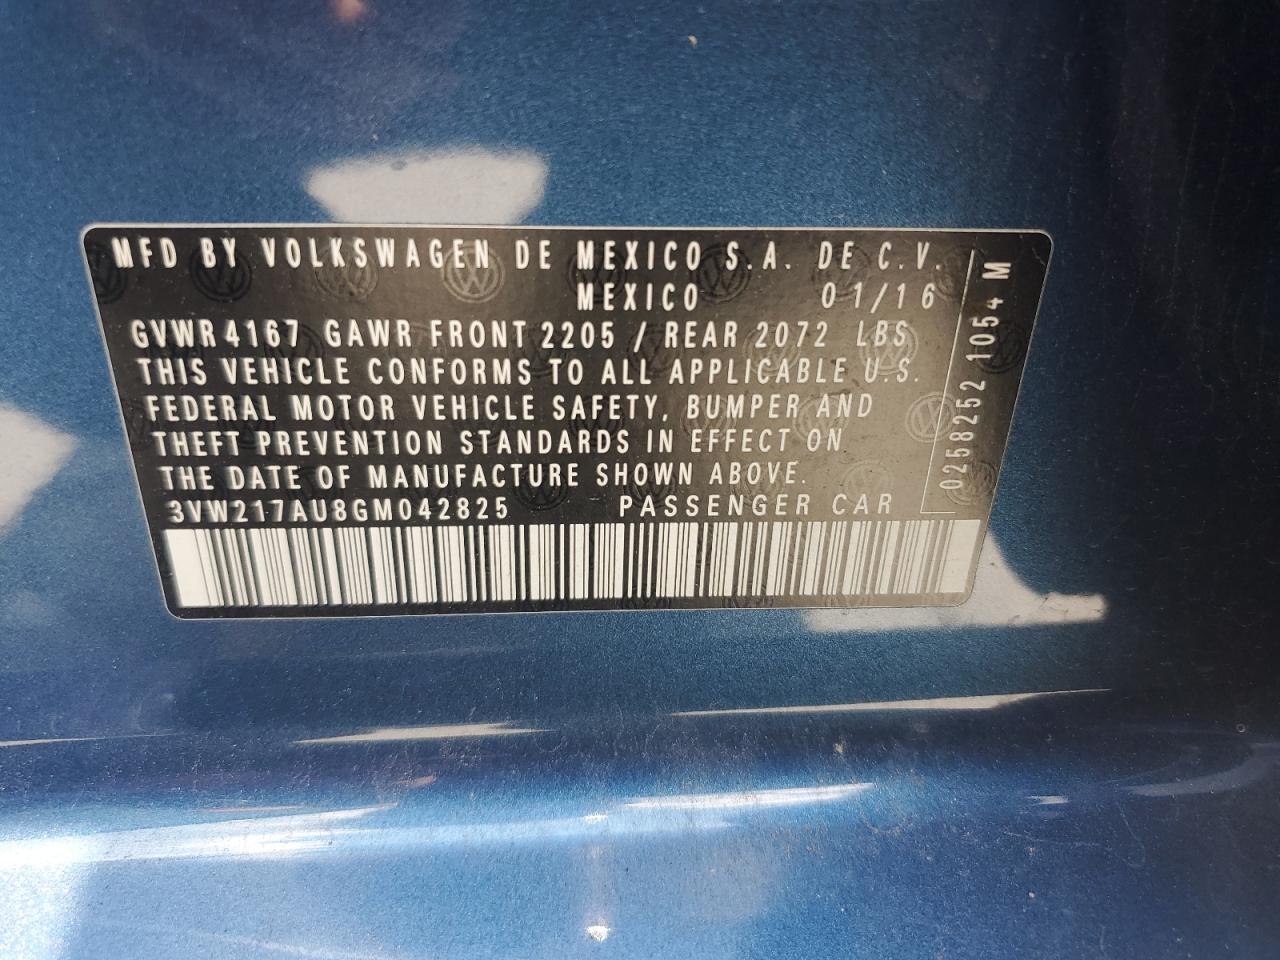 MFD BY VOLKSWAGEN DE MEXICO S.A. DE C.V.
MEXICO 01/16
GVWR 4167 GAWR FRONT 2205 / REAR 2072 LBS
THIS VEHICLE CONFORMS TO ALL APPLICABLE U.S.
FEDERAL MOTOR VEHICLE SAFETY, BUMPER AND
THEFT PREVENTION STANDARDS IN EFFECT ON
THE DATE OF MANUFACTURE SHOWN ABOVE.
3VW217AU8GM042825 PASSENGER CAR
0258252 1054 M